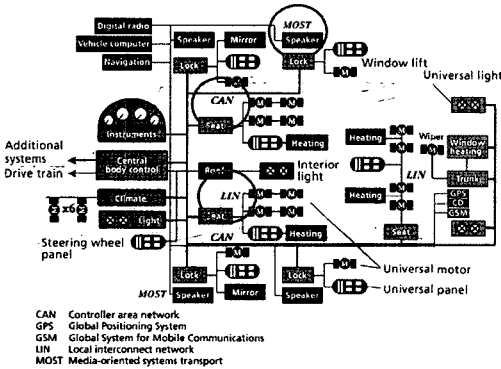 MOST
Digital radio
Speaker
Mirror
Speaker
Vehicle computer
Navigation
Lock
Lock
Window lift
Universal light
CAN
Instruments
Seats
Heating
Heating
Wiper
Window heating
Additional systems
Drive train
Central body control
Roof
Interior light
LIN
Trunk
Climate
LIN
Heating
GPS
CD
GSM
x6
Light
Seats
Heating
Seat
Steering wheel panel
CAN
Universal motor
Lock
Lock
Universal panel
MOST
Speaker
Mirror
Speaker
CAN Controller area network
GPS Global Positioning System
GSM Global System for Mobile Communications
LIN Local interconnect network
MOST Media-oriented systems transport